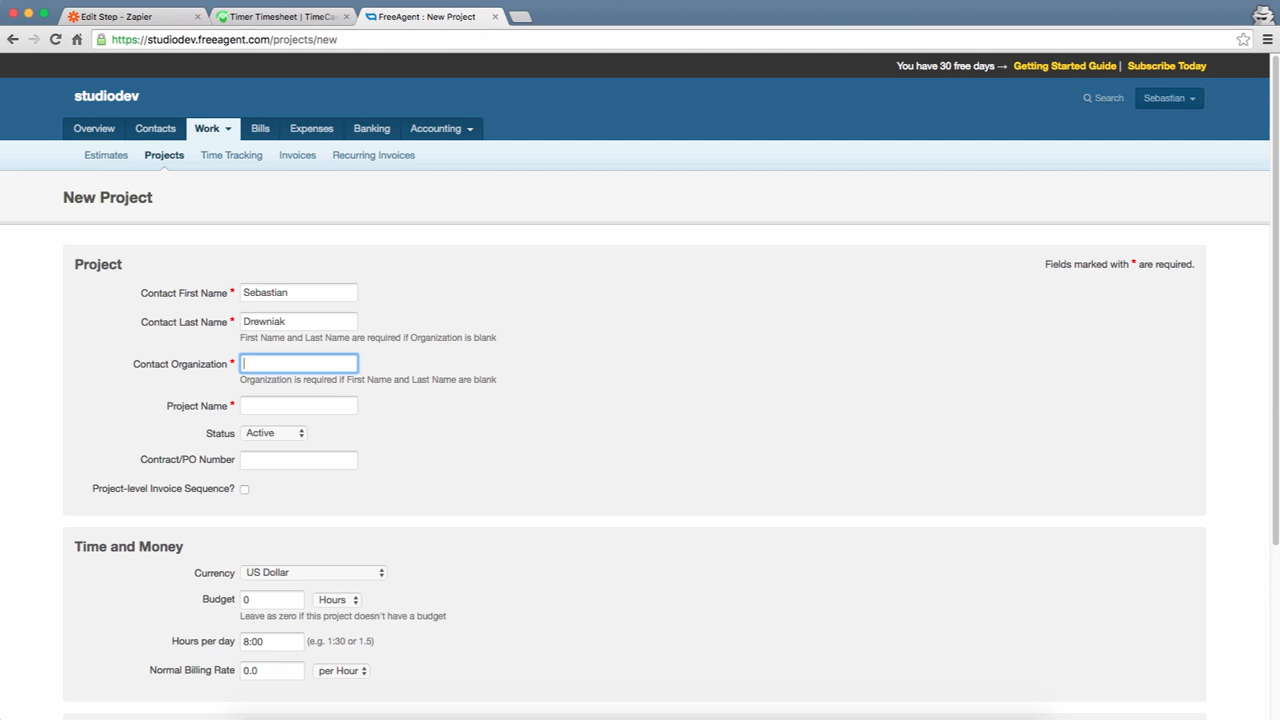 Edit Step - Zapier
Timer Timesheet | TimeCa
FreeAgent : New Project
https://studiodev.freeagent.com/projects/new
You have 30 free days → Getting Started Guide | Subscribe Today
studiodev
Search
Sebastian
Overview Contacts Work Bills Expenses Banking Accounting
Estimates Projects Time Tracking Invoices Recurring Invoices
New Project
Project
Fields marked with * are required.
Contact First Name * Sebastian
Contact Last Name * Drewniak
First Name and Last Name are required if Organization is blank
Contact Organization *
Organization is required if First Name and Last Name are blank
Project Name *
Status Active
Contract/PO Number
Project-level Invoice Sequence?
Time and Money
Currency US Dollar
Budget 0 Hours
Leave as zero if this project doesn't have a budget
Hours per day 8:00 (e.g. 1:30 or 1.5)
Normal Billing Rate 0.0 per Hour